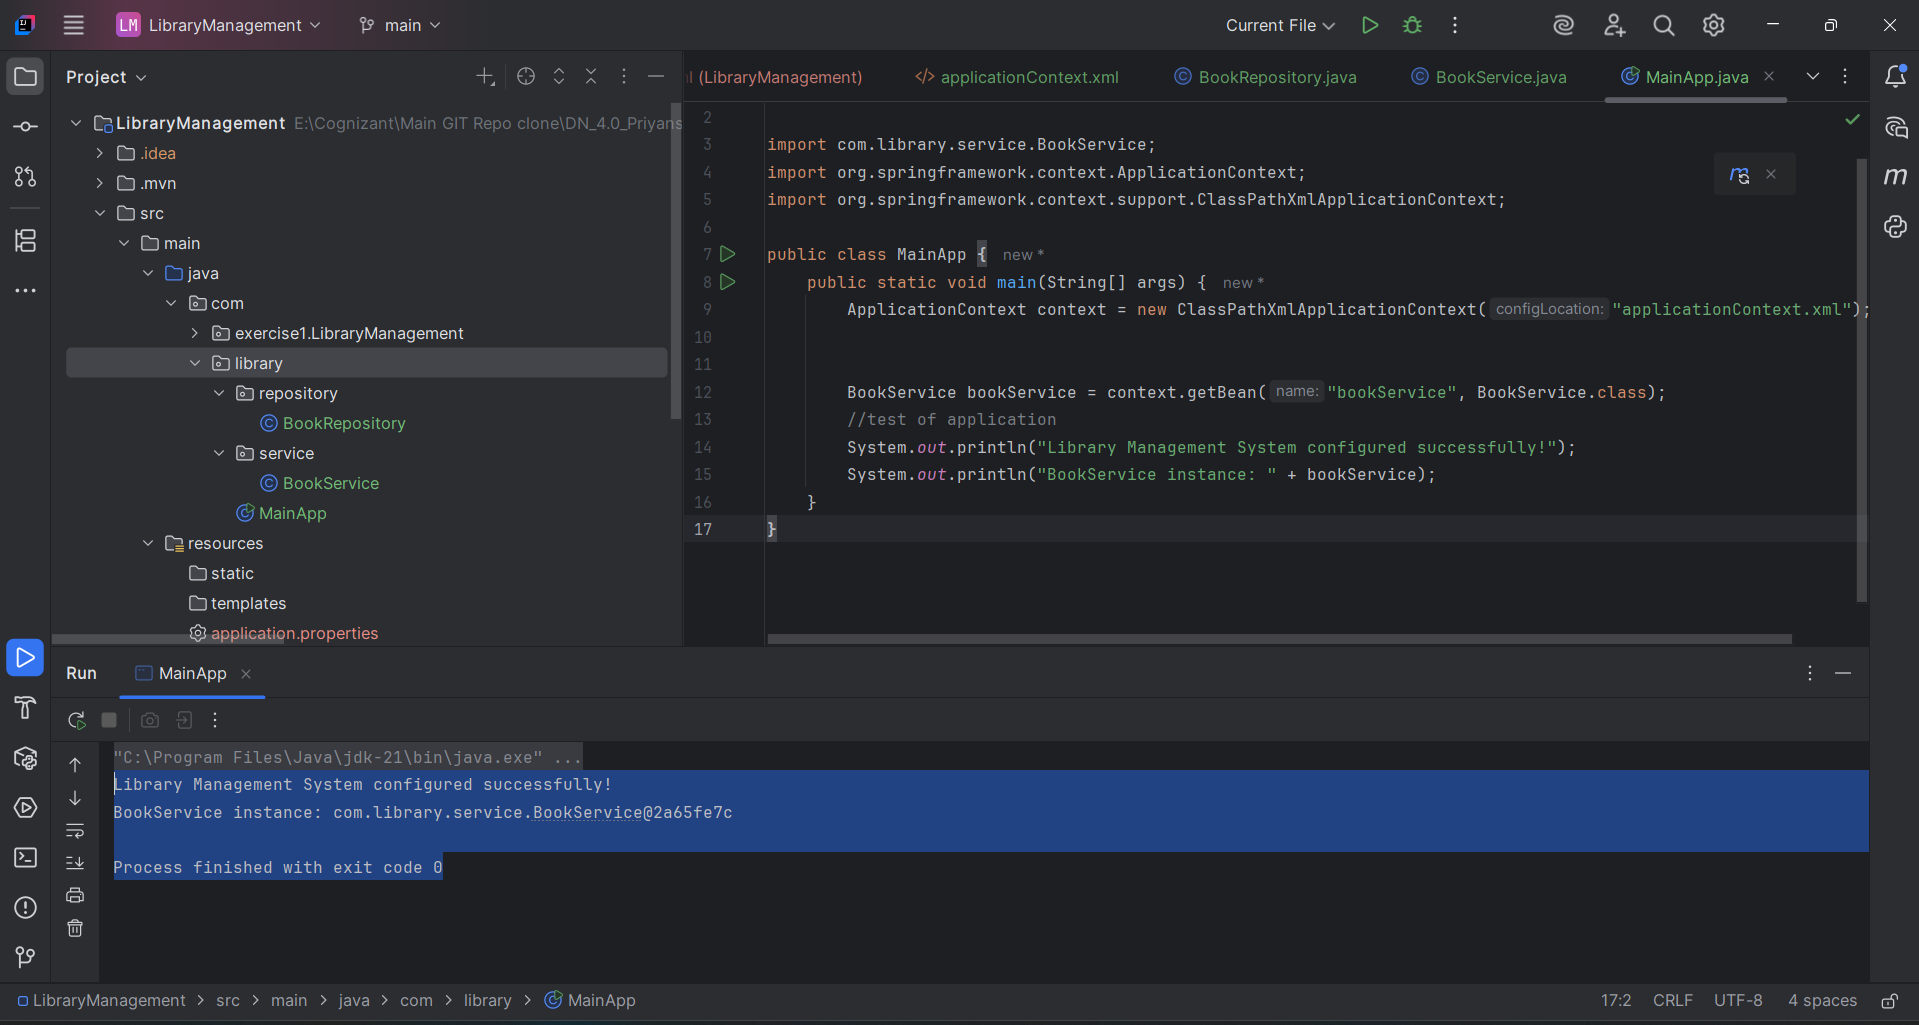 LM LibraryManagement main Current File
Project
l (LibraryManagement) applicationContext.xml BookRepository.java BookService.java MainApp.java
LibraryManagement E:\Cognizant\Main GIT Repo clone\DN_4.0_Priyans
.idea
.mvn
src
main
java
com
exercise1.LibraryManagement
library
repository
BookRepository
service
BookService
MainApp
resources
static
templates
application.properties
2
3 import com.library.service.BookService;
4 import org.springframework.context.ApplicationContext;
5 import org.springframework.context.support.ClassPathXmlApplicationContext;
6
7 public class MainApp { new *
8 public static void main(String[] args) { new *
9 ApplicationContext context = new ClassPathXmlApplicationContext( configLocation: "applicationContext.xml");
10
11
12 BookService bookService = context.getBean( name: "bookService", BookService.class);
13 //test of application
14 System.out.println("Library Management System configured successfully!");
15 System.out.println("BookService instance: " + bookService);
16 }
17 }
Run MainApp
"C:\Program Files\Java\jdk-21\bin\java.exe" ...
Library Management System configured successfully!
BookService instance: com.library.service.BookService@2a65fe7c
Process finished with exit code 0
LibraryManagement > src > main > java > com > library > MainApp 17:2 CRLF UTF-8 4 spaces